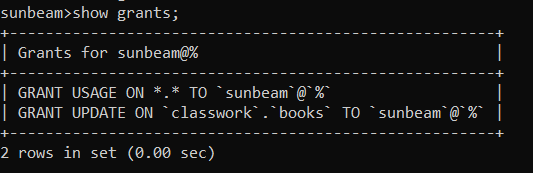 sunbeam>show grants;
+-----------------------------------------------------+
| Grants for sunbeam@%                                |
+-----------------------------------------------------+
| GRANT USAGE ON *.* TO `sunbeam`@`%`                 |
| GRANT UPDATE ON `classwork`.`books` TO `sunbeam`@`%` |
+-----------------------------------------------------+
2 rows in set (0.00 sec)